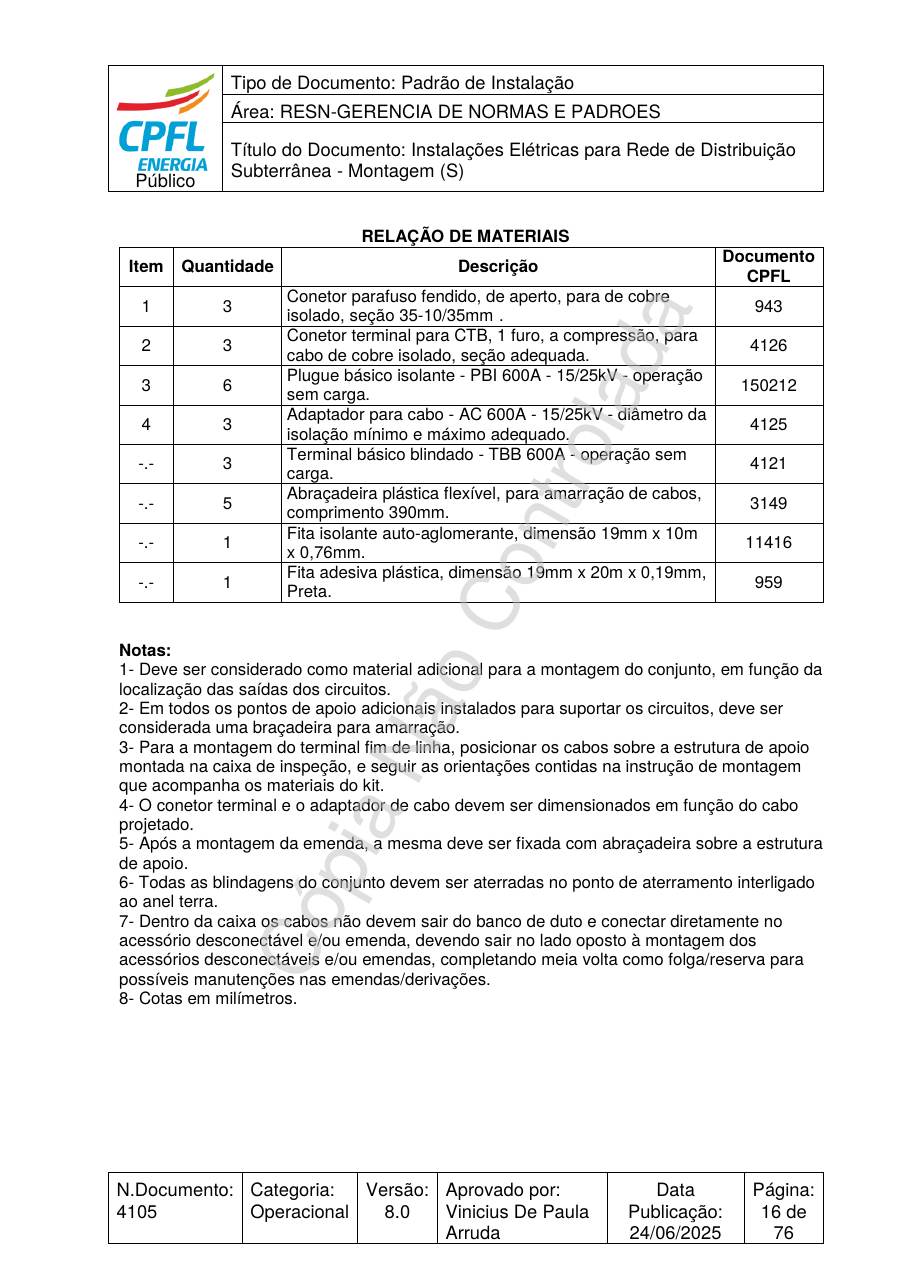 CPFL
ENERGIA
Público
Tipo de Documento: Padrão de Instalação
Área: RESN-GERENCIA DE NORMAS E PADROES
Título do Documento: Instalações Elétricas para Rede de Distribuição
Subterrânea - Montagem (S)
RELAÇÃO DE MATERIAIS
Item Quantidade Descrição Documento CPFL
1 3 Conetor parafuso fendido, de aperto, para de cobre
isolado, seção 35-10/35mm . 943
2 3 Conetor terminal para CTB, 1 furo, a compressão, para
cabo de cobre isolado, seção adequada. 4126
3 6 Plugue básico isolante - PBI 600A - 15/25kV - operação
sem carga. 150212
4 3 Adaptador para cabo - AC 600A - 15/25kV - diâmetro da
isolação mínimo e máximo adequado. 4125
-.- 3 Terminal básico blindado - TBB 600A - operação sem
carga. 4121
-.- 5 Abraçadeira plástica flexível, para amarração de cabos,
comprimento 390mm. 3149
-.- 1 Fita isolante auto-aglomerante, dimensão 19mm x 10m
x 0,76mm. 11416
-.- 1 Fita adesiva plástica, dimensão 19mm x 20m x 0,19mm,
Preta. 959
Notas:
1- Deve ser considerado como material adicional para a montagem do conjunto, em função da
localização das saídas dos circuitos.
2- Em todos os pontos de apoio adicionais instalados para suportar os circuitos, deve ser
considerada uma braçadeira para amarração.
3- Para a montagem do terminal fim de linha, posicionar os cabos sobre a estrutura de apoio
montada na caixa de inspeção, e seguir as orientações contidas na instrução de montagem
que acompanha os materiais do kit.
4- O conetor terminal e o adaptador de cabo devem ser dimensionados em função do cabo
projetado.
5- Após a montagem da emenda, a mesma deve ser fixada com abraçadeira sobre a estrutura
de apoio.
6- Todas as blindagens do conjunto devem ser aterradas no ponto de aterramento interligado
ao anel terra.
7- Dentro da caixa os cabos não devem sair do banco de duto e conectar diretamente no
acessório desconectável e/ou emenda, devendo sair no lado oposto à montagem dos
acessórios desconectáveis e/ou emendas, completando meia volta como folga/reserva para
possíveis manutenções nas emendas/derivações.
8- Cotas em milímetros.
Cópia Não Controlada
N.Documento: Categoria: Versão: Aprovado por: Data Página:
4105 Operacional 8.0 Vinicius De Paula Publicação: 16 de
Arruda 24/06/2025 76